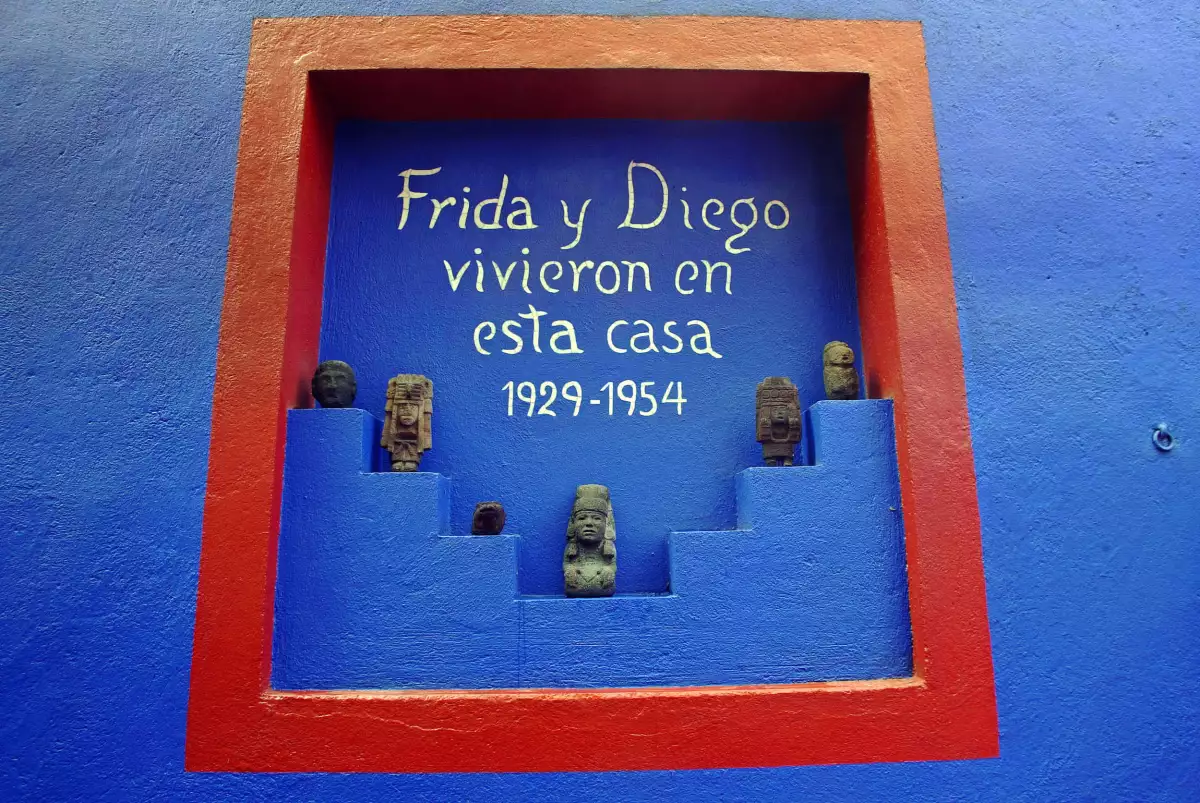 Frida y Diego
vivieron en
esta casa
1929-1954